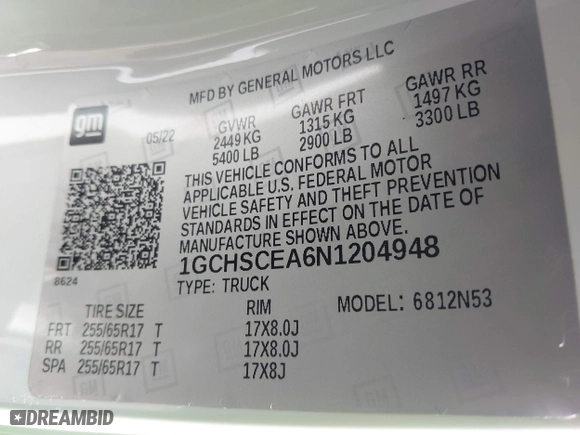 MFD BY GENERAL MOTORS LLC
gm
05/22
GVWR
2449 KG
5400 LB
GAWR FRT
1315 KG
2900 LB
GAWR RR
1497 KG
3300 LB
THIS VEHICLE CONFORMS TO ALL
APPLICABLE U.S. FEDERAL MOTOR
VEHICLE SAFETY AND THEFT PREVENTION
STANDARDS IN EFFECT ON THE DATE OF
MANUFACTURE SHOWN ABOVE.
8624
1GCHSCEA6N1204948
TYPE: TRUCK
MODEL: 6812N53
TIRE SIZE RIM
FRT 255/65R17 T 17X8.0J
RR 255/65R17 T 17X8.0J
SPA 255/65R17 T 17X8J
DREAMBID